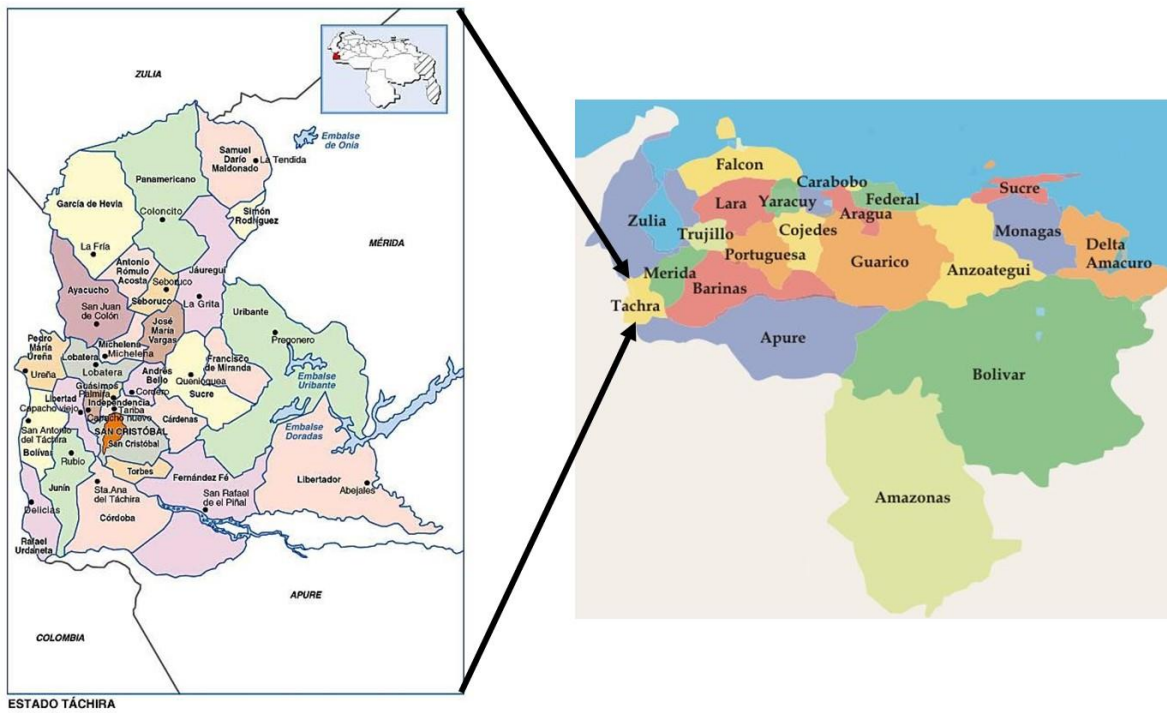 ZULIA
Embalse
de Onia
Samuel
Darío
Maldonado
La Tendida
Panamericano
García de Hevia
Coloncito
Simón
Rodríguez
MÉRIDA
La Fría
Antonio
Rómulo
Acosta
Jáuregui
Seboruco
Seboruco
La Grita
Ayacucho
San Juan
de Colón
Uribante
José
María
Vargas
Pregonero
Pedro
María
Ureña
Michelena
Michelena
Lobatera
Lobatera
Francisco
de Miranda
Andrés
Bello
Ureña
Queniquea
Embalse
Uribante
Guásimos
Palmira
Cordero
Libertad
Independencia
Sucre
Capacho viejo
Tariba
Capacho nuevo
Cárdenas
San Antonio
del Táchira
SAN CRISTÓBAL
San Cristóbal
Embalse
Doradas
Bolívar
Rubio
Torbes
Fernández Fé
Libertador
Junín
Sta.Ana
del Táchira
San Rafael
de el Piñal
Abejales
Delicias
Córdoba
Rafael
Urdaneta
APURE
COLOMBIA
ESTADO TÁCHIRA
Falcon
Carabobo
Sucre
Lara
Yaracuy
Federal
Zulia
Aragua
Trujillo
Cojedes
Monagas
Delta
Amacuro
Portuguesa
Guarico
Merida
Anzoategui
Barinas
Tachra
Apure
Bolivar
Amazonas